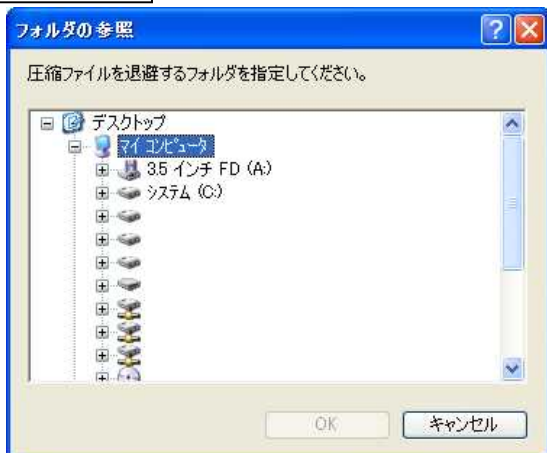 フォルダの参照
圧縮ファイルを退避するフォルダを指定してください。
デスクトップ
マイ コンピュータ
3.5 インチ FD (A:)
システム (C:)
OK
キャンセル